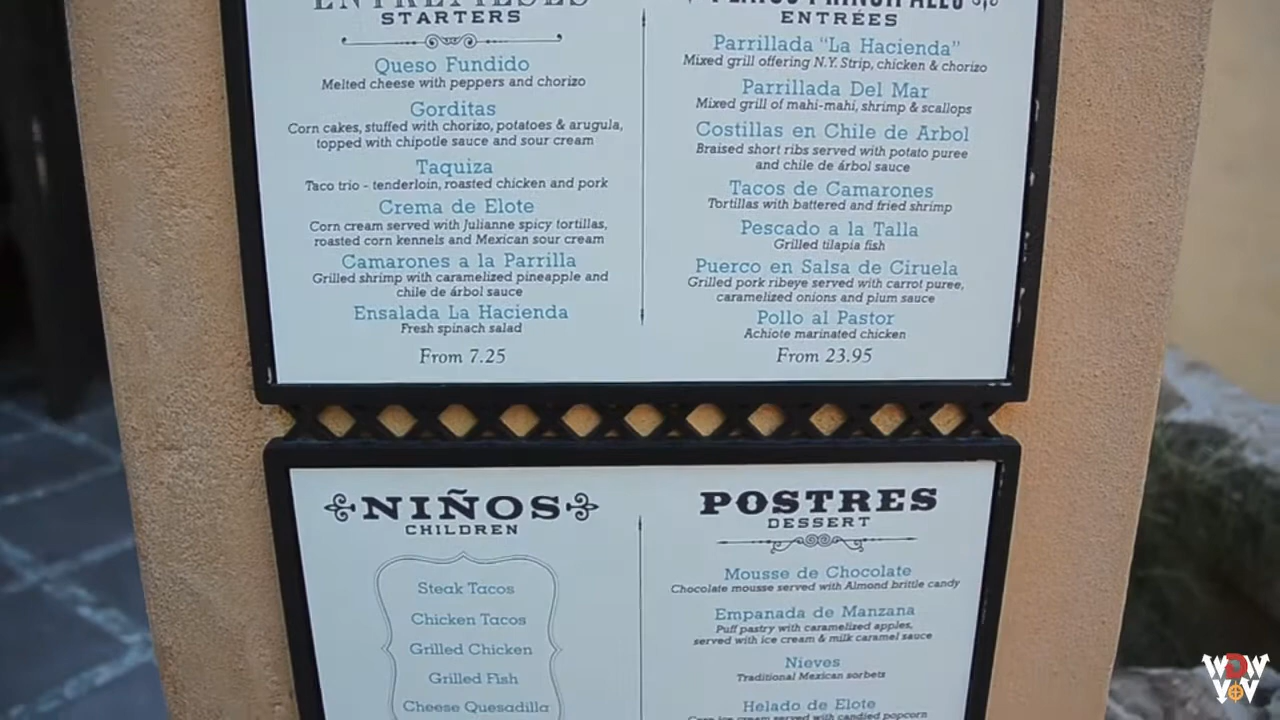 ENTREMESES
STARTERS
Queso Fundido
Melted cheese with peppers and chorizo
Gorditas
Corn cakes, stuffed with chorizo, potatoes & arugula,
topped with chipotle sauce and sour cream
Taquiza
Taco trio - tenderloin, roasted chicken and pork
Crema de Elote
Corn cream served with Julianne spicy tortillas,
roasted corn kennels and Mexican sour cream
Camarones a la Parrilla
Grilled shrimp with caramelized pineapple and
chile de árbol sauce
Ensalada La Hacienda
Fresh spinach salad
From 7.25
PLATOS PRINCIPALES
ENTRÉES
Parrillada "La Hacienda"
Mixed grill offering N.Y. Strip, chicken & chorizo
Parrillada Del Mar
Mixed grill of mahi-mahi, shrimp & scallops
Costillas en Chile de Arbol
Braised short ribs served with potato puree
and chile de árbol sauce
Tacos de Camarones
Tortillas with battered and fried shrimp
Pescado a la Talla
Grilled tilapia fish
Puerco en Salsa de Ciruela
Grilled pork ribeye served with carrot puree,
caramelized onions and plum sauce
Pollo al Pastor
Achiote marinated chicken
From 23.95
NIÑOS
CHILDREN
Steak Tacos
Chicken Tacos
Grilled Chicken
Grilled Fish
Cheese Quesadilla
POSTRES
DESSERT
Mousse de Chocolate
Chocolate mousse served with Almond brittle candy
Empanada de Manzana
Puff pastry with caramelized apples,
served with ice cream & milk caramel sauce
Nieves
Traditional Mexican sorbets
Helado de Elote
Corn ice cream served with candied popcorn